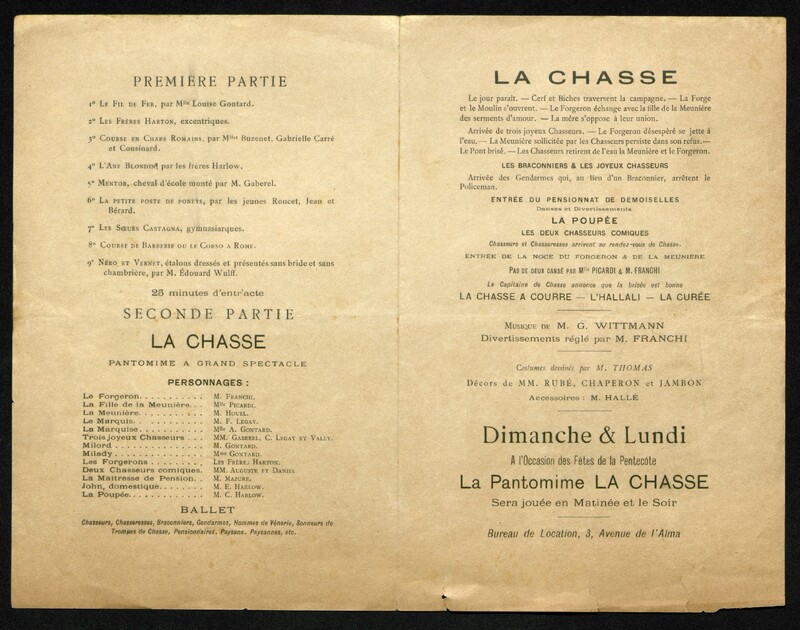 PREMIÈRE PARTIE
1º LE FIL DE FER, par Mlle Louise Gontard.
2º LES FRÈRES HARTON, excentriques.
3º COURSE EN CHARS ROMAINS, par Mlles Buzenet, Gabrielle Carré
et Cousinard.
4º L'ANE BLONDIN, par les frères Harlow.
5º MENTOR, cheval d'école monté par M. Gaberel.
6º LA PETITE POSTE DE PONEYS, par les jeunes Roncet, Jean et
Bérard.
7º LES SŒURS CASTAGNA, gymnasiarques.
8º COURSE DE BARBERIE OU LE CORSO A ROME.
9º NÉRO ET VERNET, étalons dressés et présentés sans bride et sans
chambrière, par M. Édouard Wulff.
25 minutes d'entr'acte
SECONDE PARTIE
LA CHASSE
PANTOMIME A GRAND SPECTACLE
PERSONNAGES :
Le Forgeron. . . . . . . . . . . M. FRANCHI.
La Fille de la Meunière. . . Mlle PICARDI.
La Meunière. . . . . . . . . . . M. HOUEL.
Le Marquis. . . . . . . . . . . . M. F. LEGAY.
La Marquise. . . . . . . . . . . Mlle A. GONTARD.
Trois joyeux Chasseurs . . . MM. GABEREL, C. LEGAY ET VALLY.
Milord . . . . . . . . . . . . . . M. GONTARD.
Milady. . . . . . . . . . . . . . Mme GONTARD.
Les Forgerons . . . . . . . . . LES FRÈRES HARTON.
Deux Chasseurs comiques. MM. AUGUSTE ET DANIEL
La Maîtresse de Pension. . M. MAZURE.
John, domestique. . . . . . . . M. E. HARLOW.
La Poupée. . . . . . . . . . . . M. C. HARLOW.
BALLET
Chasseurs, Chasseresses, Braconniers, Gendarmes, Hommes de Vénerie, Sonneurs de
Trompes de Chasse, Pensionnaires, Paysans, Paysannes, etc.
LA CHASSE
Le jour paraît. — Cerf et Biches traversent la campagne. — La Forge
et le Moulin s'ouvrent. — Le Forgeron échange avec la fille de la Meunière
des serments d'amour. — La mère s'oppose à leur union.
Arrivée de trois joyeux Chasseurs. — Le Forgeron désespéré se jette à
l'eau. — La Meunière sollicitée par les Chasseurs persiste dans son refus. —
Le Pont brisé. — Les Chasseurs retirent de l'eau la Meunière et le Forgeron.
LES BRACONNIERS & LES JOYEUX CHASSEURS
Arrivée des Gendarmes qui, au lieu d'un Braconnier, arrêtent le
Policeman.
ENTRÉE DU PENSIONNAT DE DEMOISELLES
Danses et Divertissements
LA POUPÉE
LES DEUX CHASSEURS COMIQUES
Chasseurs et Chasseresses arrivent au rendez-vous de Chasse.
ENTRÉE DE LA NOCE DU FORGERON & DE LA MEUNIÈRE
PAS DE DEUX DANSÉ PAR Mlle PICARDI & M. FRANCHI
Le Capitaine de Chasse annonce que la brisée est bonne
LA CHASSE A COURRE — L'HALLALI — LA CURÉE
MUSIQUE DE M. G. WITTMANN
Divertissements réglé par M. FRANCHI
Costumes dessinés par M. THOMAS
Décors de MM. RUBÉ, CHAPERON et JAMBON
Accessoires : M. HALLÉ
Dimanche & Lundi
A l'Occasion des Fêtes de la Pentecôte
La Pantomime LA CHASSE
Sera jouée en Matinée et le Soir
Bureau de Location, 3, Avenue de l'Alma